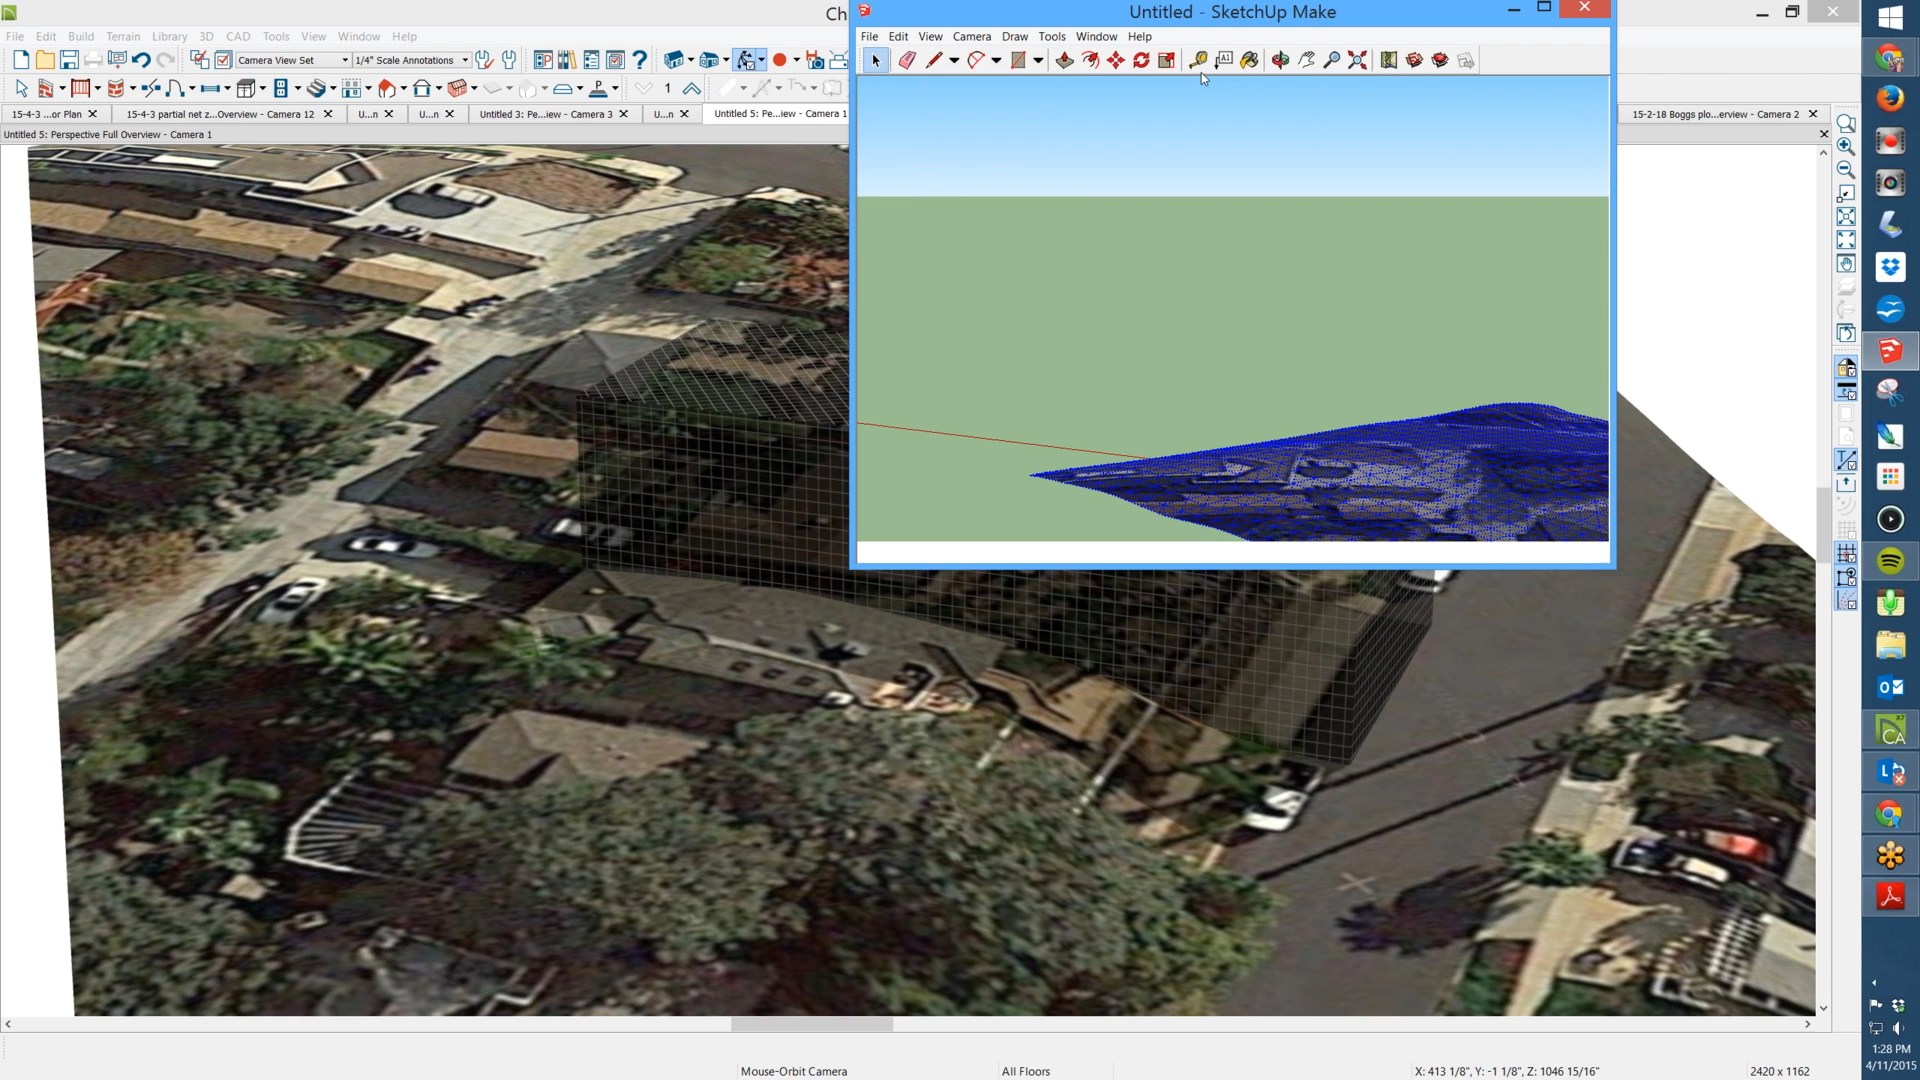 Ch
Untitled - SketchUp Make
File Edit Build Terrain Library 3D CAD Tools View Window Help
File Edit View Camera Draw Tools Window Help
Camera View Set
1/4" Scale Annotations
A1
1
15-4-3 ...or Plan
15-4-3 partial net z...Overview - Camera 12
U...n
U...n
Untitled 3: Pe...iew - Camera 3
U...n
Untitled 5: Pe...iew - Camera 1
15-2-18 Boggs plo...erview - Camera 2
Untitled 5: Perspective Full Overview - Camera 1
X7
CA
1:28 PM
4/11/2015
Mouse-Orbit Camera
All Floors
X: 413 1/8", Y: -1 1/8", Z: 1046 15/16"
2420 x 1162